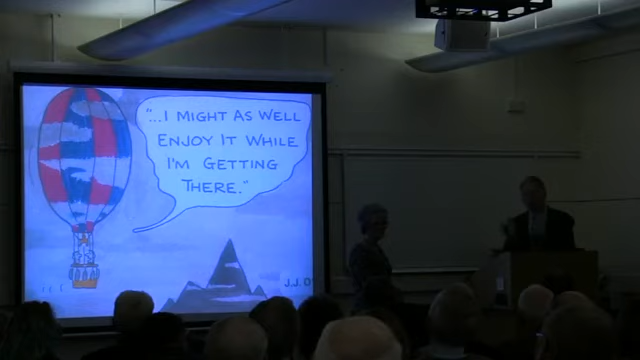 "...I MIGHT AS WELL
ENJOY IT WHILE
I'M GETTING
THERE."
J.J.